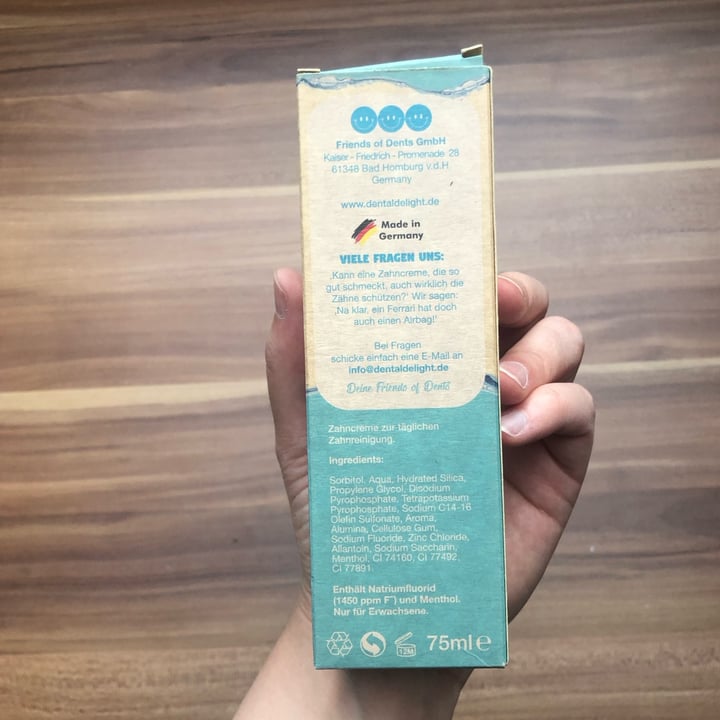 Friends of Dents GmbH
Kaiser - Friedrich - Promenade 28
61348 Bad Homburg v.d.H
Germany
www.dentaldelight.de
Made in
Germany
VIELE FRAGEN UNS:
„Kann eine Zahncreme, die so
gut schmeckt, auch wirklich die
Zähne schützen?“ Wir sagen:
„Na klar, ein Ferrari hat doch
auch einen Airbag!“
Bei Fragen
schicke einfach eine E-Mail an
info@dentaldelight.de
Deine Friends of Dents
Zahncreme zur täglichen
Zahnreinigung.
Ingredients:
Sorbitol, Aqua, Hydrated Silica,
Propylene Glycol, Disodium
Pyrophosphate, Tetrapotassium
Pyrophosphate, Sodium C14-16
Olefin Sulfonate, Aroma,
Alumina, Cellulose Gum,
Sodium Fluoride, Zinc Chloride,
Allantoin, Sodium Saccharin,
Menthol, CI 74160, CI 77492,
CI 77891.
Enthält Natriumfluorid
(1450 ppm F⁻) und Menthol.
Nur für Erwachsene.
12M 75ml ℮